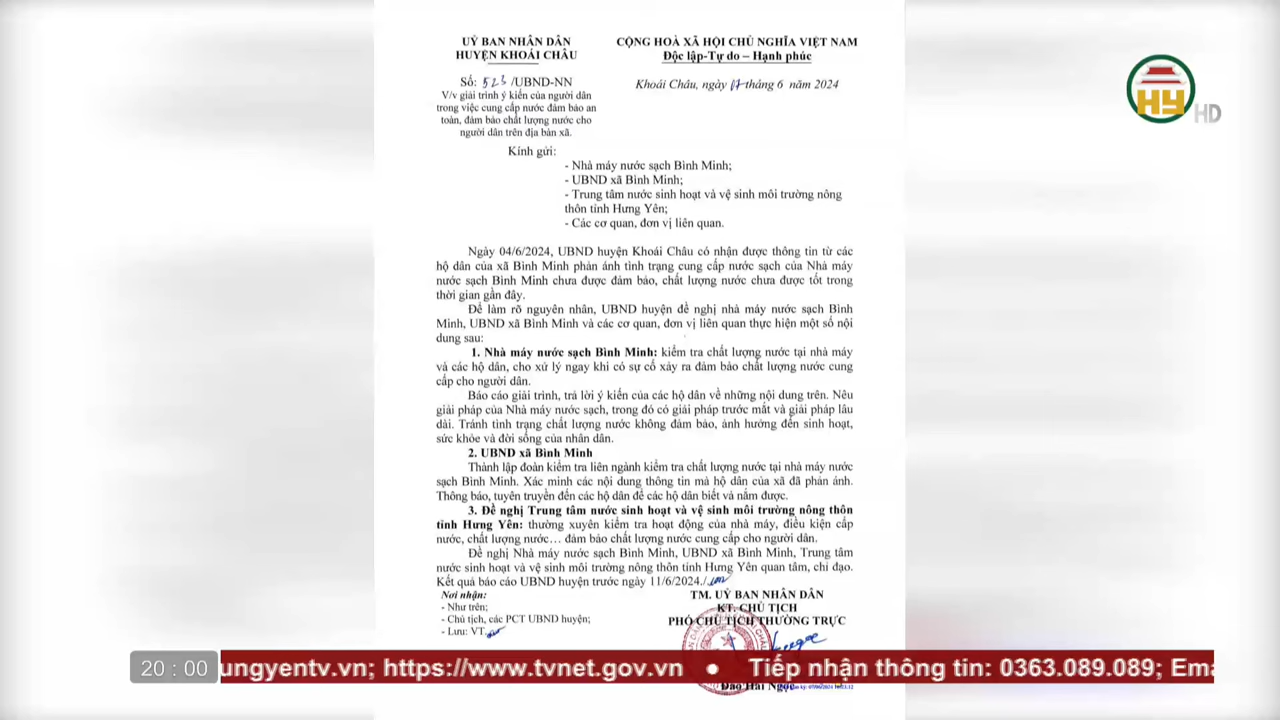 UỶ BAN NHÂN DÂN
HUYỆN KHOÁI CHÂU
CỘNG HOÀ XÃ HỘI CHỦ NGHĨA VIỆT NAM
Độc lập-Tự do – Hạnh phúc
Số: 523 /UBND-NN
Khoái Châu, ngày 07 tháng 6 năm 2024
V/v giải trình ý kiến của người dân
trong việc cung cấp nước đảm bảo an
toàn, đảm bảo chất lượng nước cho
người dân trên địa bàn xã.
Kính gửi:
- Nhà máy nước sạch Bình Minh;
- UBND xã Bình Minh;
- Trung tâm nước sinh hoạt và vệ sinh môi trường nông
thôn tỉnh Hưng Yên;
- Các cơ quan, đơn vị liên quan.
Ngày 04/6/2024, UBND huyện Khoái Châu có nhận được thông tin từ các
hộ dân của xã Bình Minh phản ánh tình trạng cung cấp nước sạch của Nhà máy
nước sạch Bình Minh chưa được đảm bảo, chất lượng nước chưa được tốt trong
thời gian gần đây.
Để làm rõ nguyên nhân, UBND huyện đề nghị nhà máy nước sạch Bình
Minh, UBND xã Bình Minh và các cơ quan, đơn vị liên quan thực hiện một số nội
dung sau:
1. Nhà máy nước sạch Bình Minh: kiểm tra chất lượng nước tại nhà máy
và các hộ dân, cho xử lý ngay khi có sự cố xảy ra đảm bảo chất lượng nước cung
cấp cho người dân.
Báo cáo giải trình, trả lời ý kiến của các hộ dân về những nội dung trên. Nêu
giải pháp của Nhà máy nước sạch, trong đó có giải pháp trước mắt và giải pháp lâu
dài. Tránh tình trạng chất lượng nước không đảm bảo, ảnh hưởng đến sinh hoạt,
sức khỏe và đời sống của nhân dân.
2. UBND xã Bình Minh
Thành lập đoàn kiểm tra liên ngành kiểm tra chất lượng nước tại nhà máy nước
sạch Bình Minh. Xác minh các nội dung thông tin mà hộ dân của xã đã phản ánh.
Thông báo, tuyên truyền đến các hộ dân để các hộ dân biết và nắm được.
3. Đề nghị Trung tâm nước sinh hoạt và vệ sinh môi trường nông thôn
tỉnh Hưng Yên: thường xuyên kiểm tra hoạt động của nhà máy, điều kiện cấp
nước, chất lượng nước… đảm bảo chất lượng nước cung cấp cho người dân.
Đề nghị Nhà máy nước sạch Bình Minh, UBND xã Bình Minh, Trung tâm
nước sinh hoạt và vệ sinh môi trường nông thôn tỉnh Hưng Yên quan tâm, chỉ đạo.
Kết quả báo cáo UBND huyện trước ngày 11/6/2024./.
Nơi nhận:
- Như trên;
- Chủ tịch, các PCT UBND huyện;
- Lưu: VT.
TM. UỶ BAN NHÂN DÂN
KT. CHỦ TỊCH
PHÓ CHỦ TỊCH THƯỜNG TRỰC
Đào Hải Ngọc
HY HD
20 : 00
ungyentv.vn; https://www.tvnet.gov.vn ● Tiếp nhận thông tin: 0363.089.089; Ema